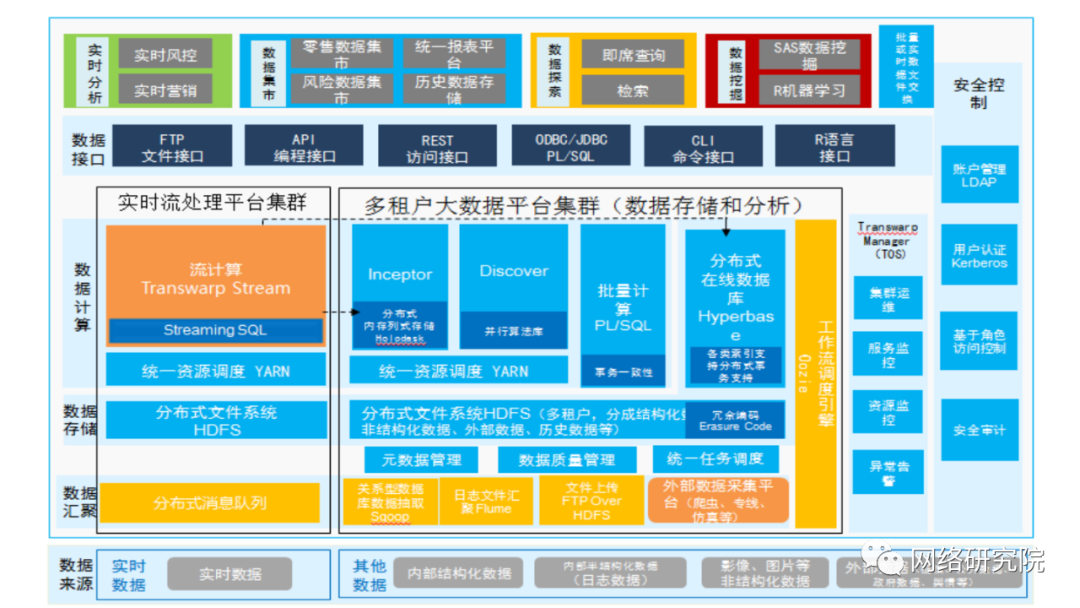 实时分析
实时风控
实时营销
数据集市
零售数据集
市
统一报表平
台
风险数据集
市
历史数据存
储
数据探索
即席查询
检索
数据挖掘
SAS数据挖
掘
R机器学习
批量
或实
时数
据文
件交
换
安全控
制
数据
接口
FTP
文件接口
API
编程接口
REST
访问接口
ODBC/JDBC
PL/SQL
CLI
命令接口
R语言
接口
账户管理
LDAP
用户认证
Kerberos
基于角色
访问控制
安全审计
实时流处理平台集群
多租户大数据平台集群（数据存储和分析）
数据计算
流计算
Transwarp Stream
Streaming SQL
统一资源调度 YARN
Inceptor
分布式
内存列式存储
Holodesk
Discover
并行算法库
统一资源调度 YARN
批量计
算
PL/SQL
事务一致性
分布式
在线数据
库
Hyperbas
e
各类索引支
持分布式事
务支持
工作流调度引擎
Oozie
Transwarp
Manager
(TOS)
集群运
维
服务监
控
资源监
控
异常告
警
数据
存储
分布式文件系统
HDFS
分布式文件系统HDFS（多租户，分成结构化
非结构化数据、外部数据、历史数据等）
冗余编码
Erasure Code
元数据管理
数据质量管理
统一任务调度
数据
汇聚
分布式消息队列
关系型数据
库数据抽取
Sqoop
日志文件汇
聚Flume
文件上传
FTP Over
HDFS
外部数据采集平
台（爬虫、专线、
仿真等）
数据
来源
实时
数据
实时数据
其他
数据
内部结构化数据
内部半结构化数据
（日志数据）
影像、图片等
非结构化数据
外部
政府数据、舆情等）
网络研究院